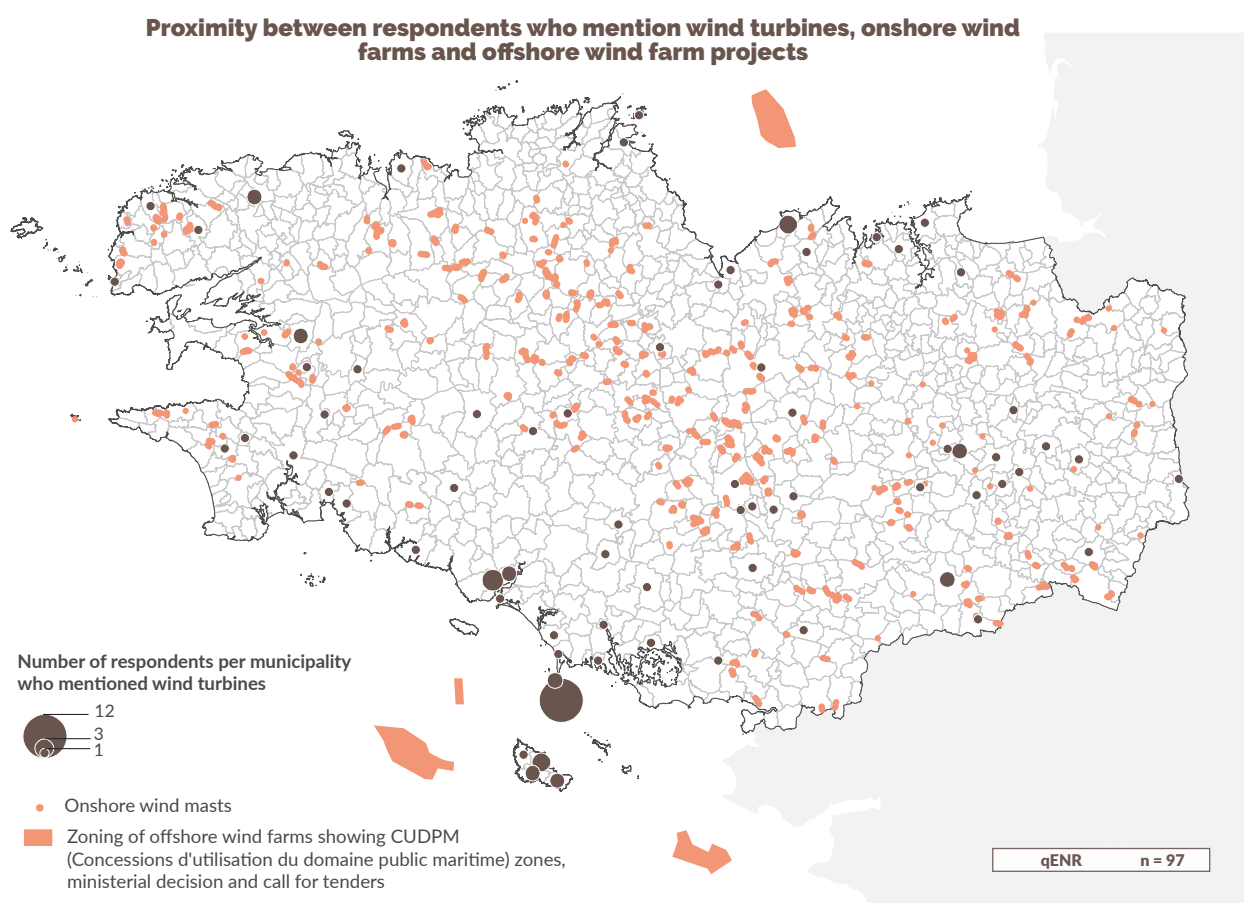 Proximity between respondents who mention wind turbines, onshore wind
farms and offshore wind farm projects
Number of respondents per municipality
who mentioned wind turbines
12
3
1
Onshore wind masts
Zoning of offshore wind farms showing CUDPM
(Concessions d'utilisation du domaine public maritime) zones,
ministerial decision and call for tenders
qENR n = 97